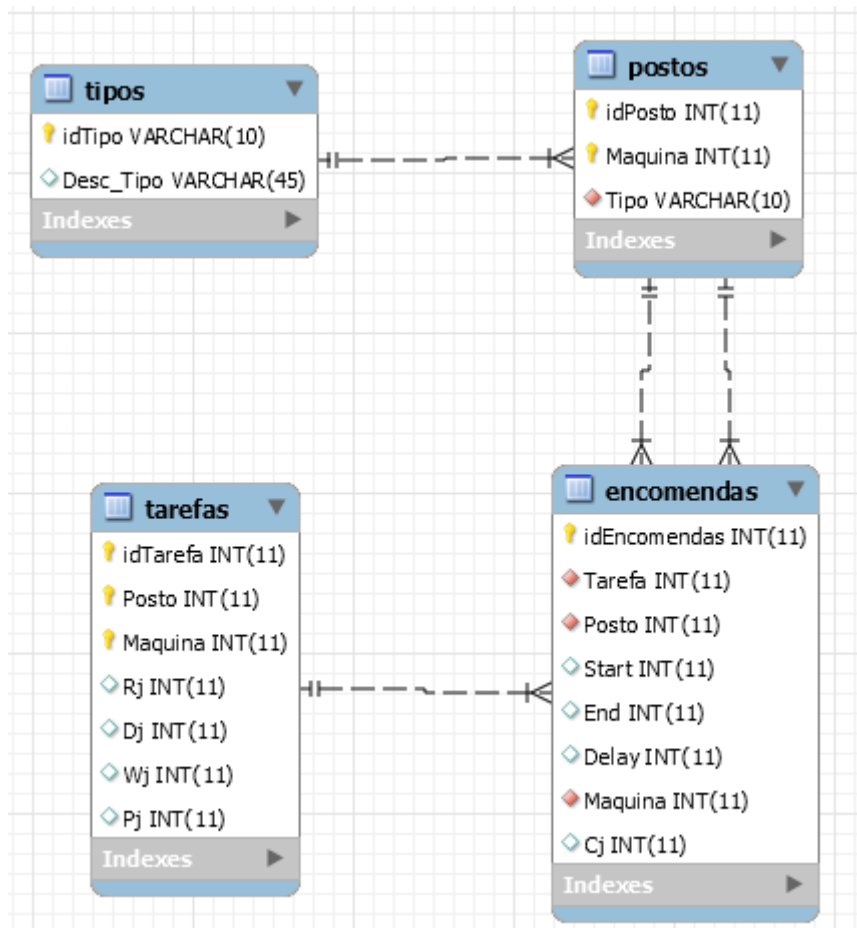 tipos
idTipo VARCHAR(10)
Desc_Tipo VARCHAR(45)
Indexes
postos
idPosto INT(11)
Maquina INT(11)
Tipo VARCHAR(10)
Indexes
tarefas
idTarefa INT(11)
Posto INT(11)
Maquina INT(11)
Rj INT(11)
Dj INT(11)
Wj INT(11)
Pj INT(11)
Indexes
encomendas
idEncomendas INT(11)
Tarefa INT(11)
Posto INT(11)
Start INT(11)
End INT(11)
Delay INT(11)
Maquina INT(11)
Cj INT(11)
Indexes